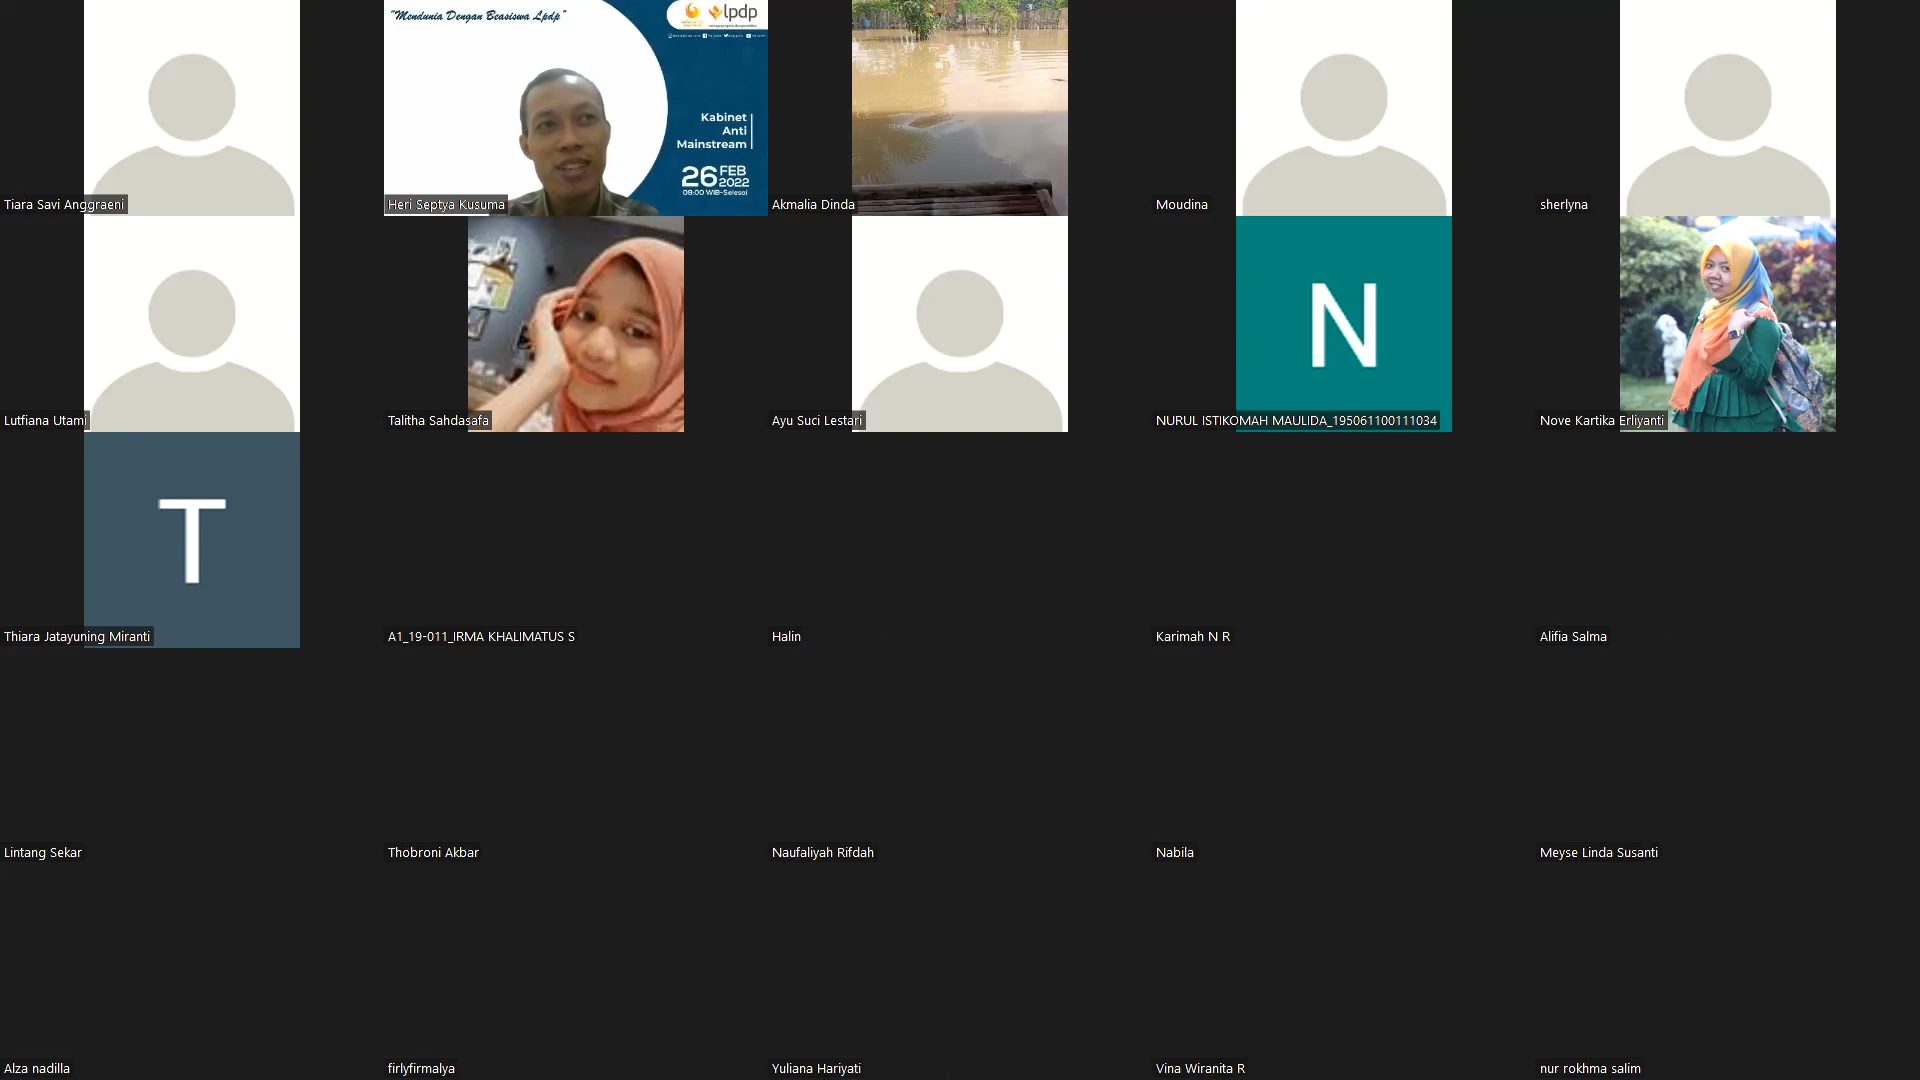 "Mendunia Dengan Beasiswa Lpdp"
lpdp
Kabinet
Anti
Mainstream
26 FEB
2022
09:00 WIB-Selesai
Tiara Savi Anggraeni
Heri Septya Kusuma
Akmalia Dinda
Moudina
sherlyna
N
Lutfiana Utami
Talitha Sahdasafa
Ayu Suci Lestari
NURUL ISTIKOMAH MAULIDA_195061100111034
Nove Kartika Erliyanti
T
Thiara Jatayuning Miranti
A1_19-011_IRMA KHALIMATUS S
Halin
Karimah N R
Alifia Salma
Lintang Sekar
Thobroni Akbar
Naufaliyah Rifdah
Nabila
Meyse Linda Susanti
Alza nadilla
firlyfirmalya
Yuliana Hariyati
Vina Wiranita R
nur rokhma salim